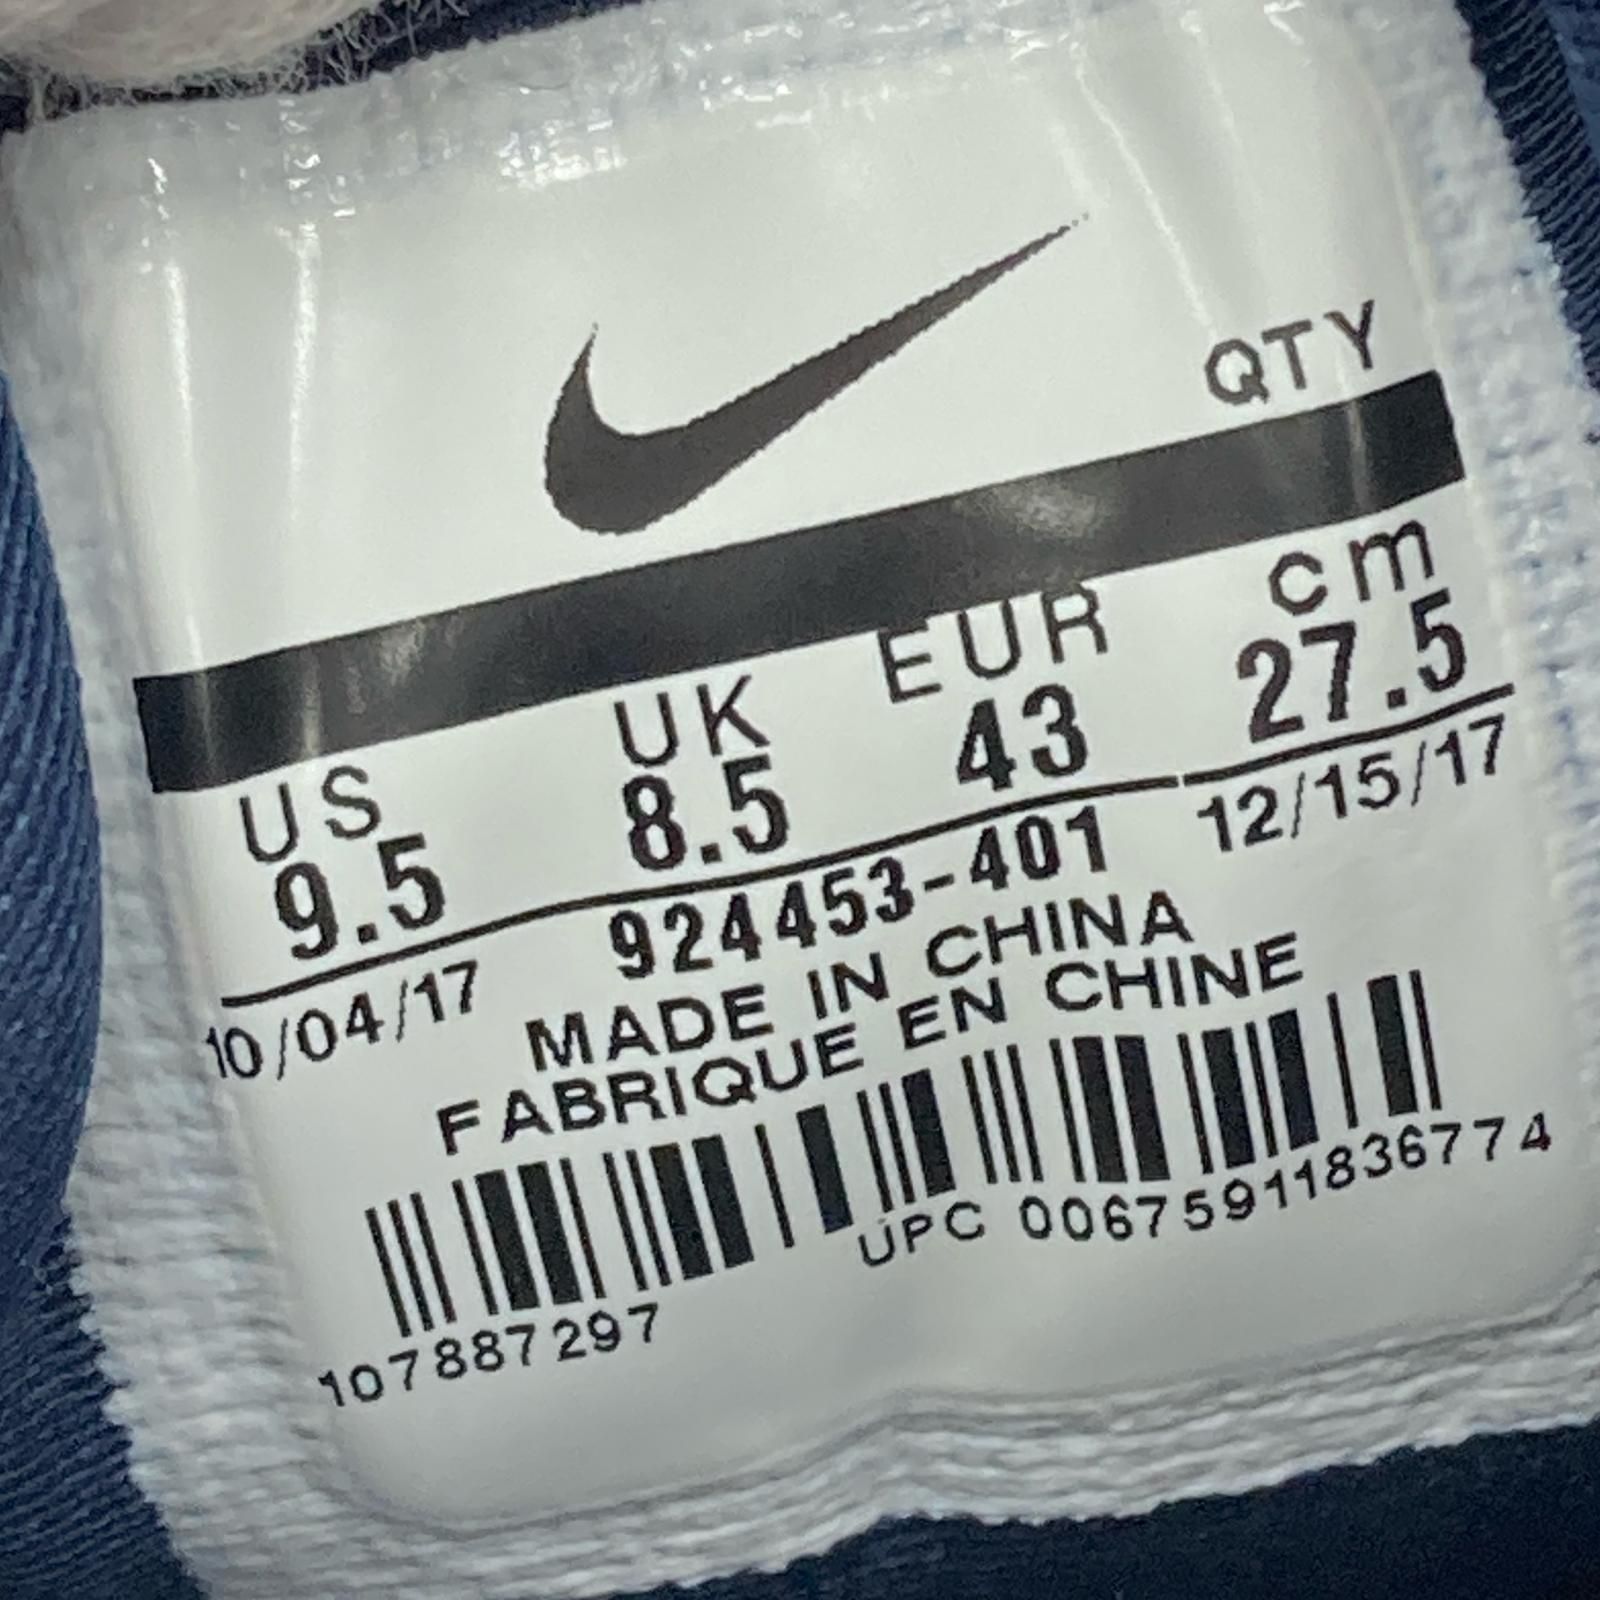 QTY
US UK EUR cm
9.5 8.5 43 27.5
10/04/17 924453-401 12/15/17
MADE IN CHINA
FABRIQUE EN CHINE
UPC 00675911836774
107887297